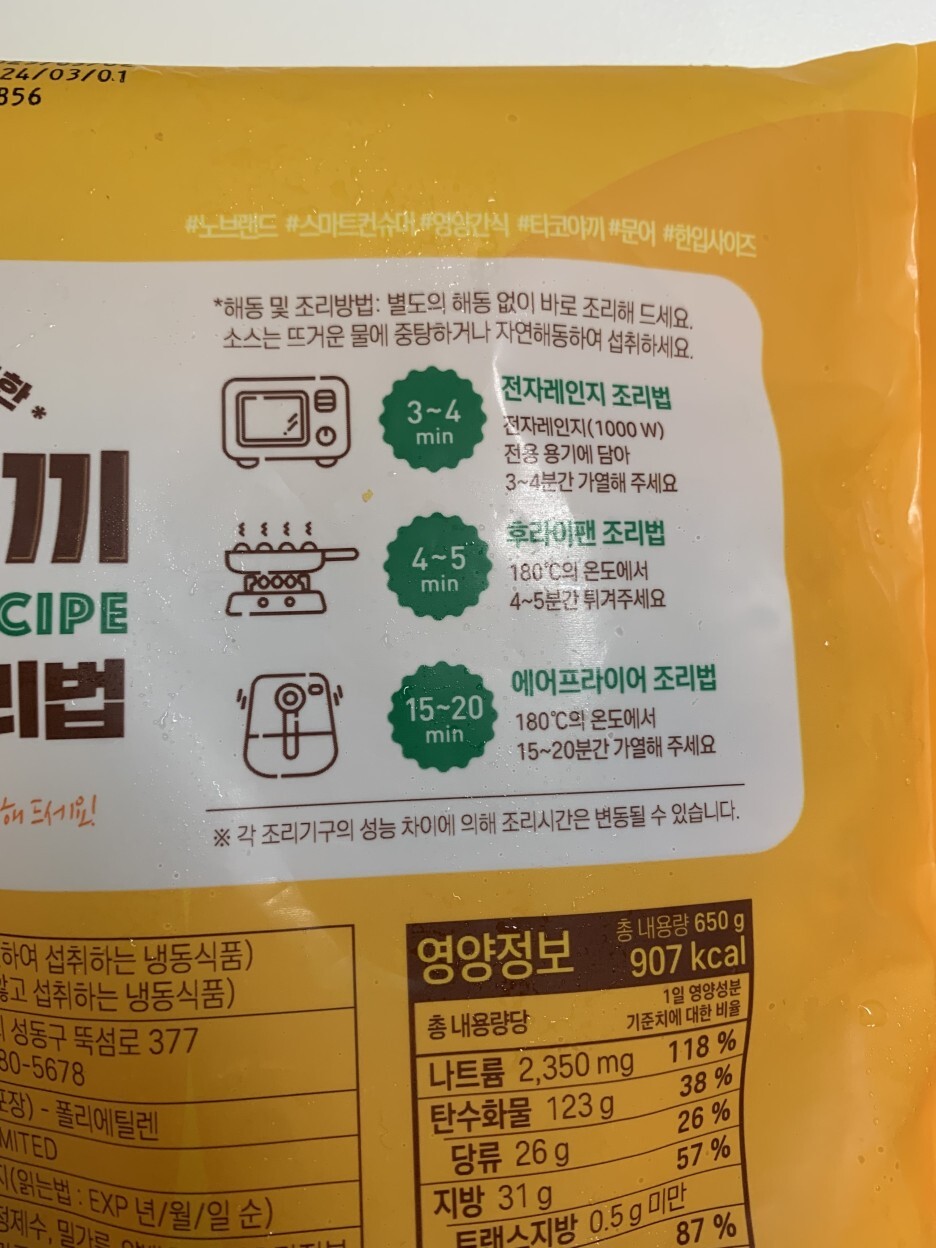 24/03/01
856
#노브랜드 #스마트컨슈머 #영양간식 #타코야끼 #문어 #한입사이즈
*해동 및 조리방법: 별도의 해동 없이 바로 조리해 드세요.
소스는 뜨거운 물에 중탕하거나 자연해동하여 섭취하세요.
한*
끼
CIPE
리법
해 드세요!
3~4
min
전자레인지 조리법
전자레인지(1000 W)
전용 용기에 담아
3~4분간 가열해 주세요
4~5
min
후라이팬 조리법
180℃의 온도에서
4~5분간 튀겨주세요
15~20
min
에어프라이어 조리법
180℃의 온도에서
15~20분간 가열해 주세요
※ 각 조리기구의 성능 차이에 의해 조리시간은 변동될 수 있습니다.
하여 섭취하는 냉동식품)
않고 섭취하는 냉동식품)
성동구 뚝섬로 377
80-5678
포장) - 폴리에틸렌
MITED
지(읽는법 : EXP 년/월/일 순)
정제수, 밀가루,
영양정보
총 내용량 650 g
907 kcal
총 내용량당
1일 영양성분
기준치에 대한 비율
나트륨 2,350 mg 118 %
탄수화물 123 g 38 %
당류 26 g 26 %
지방 31 g 57 %
트랜스지방 0.5 g 미만
87 %